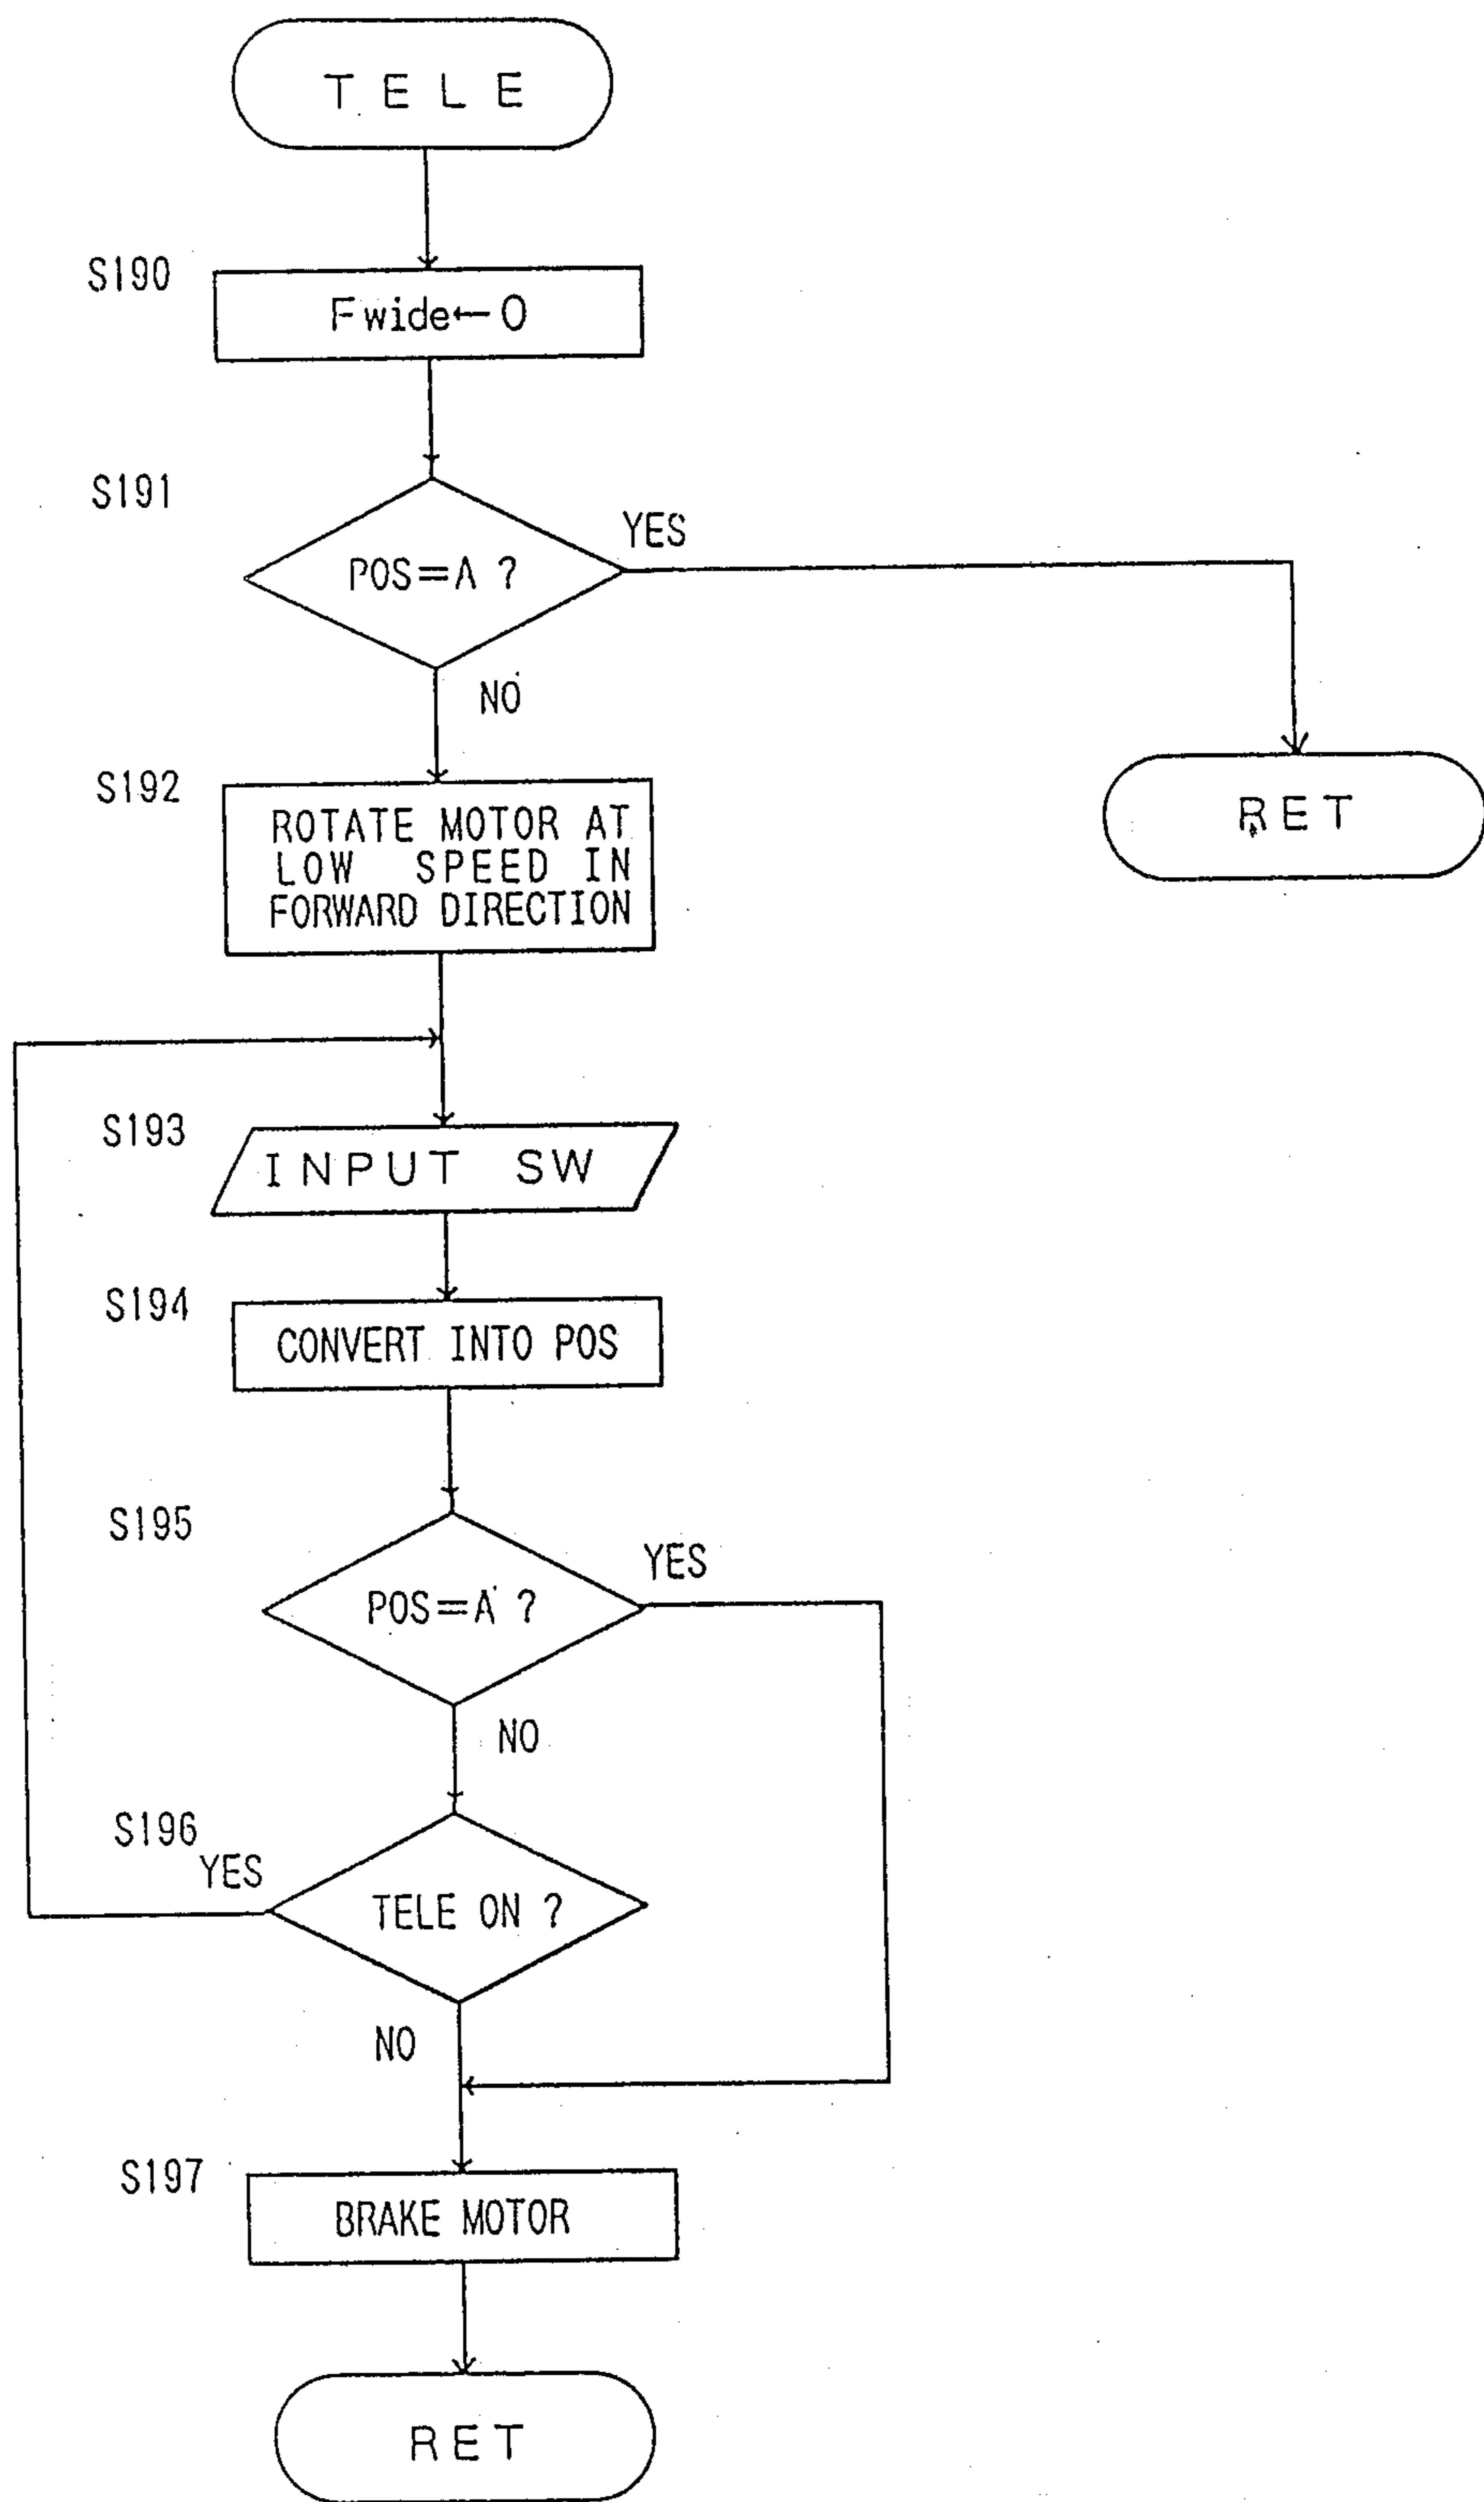 TELE
S190
Fwide←0
S191
POS=A ?
YES
NO
S192
ROTATE MOTOR AT
LOW SPEED IN
FORWARD DIRECTION
RET
S193
INPUT SW
S194
CONVERT INTO POS
S195
POS=A ?
YES
NO
S196
YES
TELE ON ?
NO
S197
BRAKE MOTOR
RET